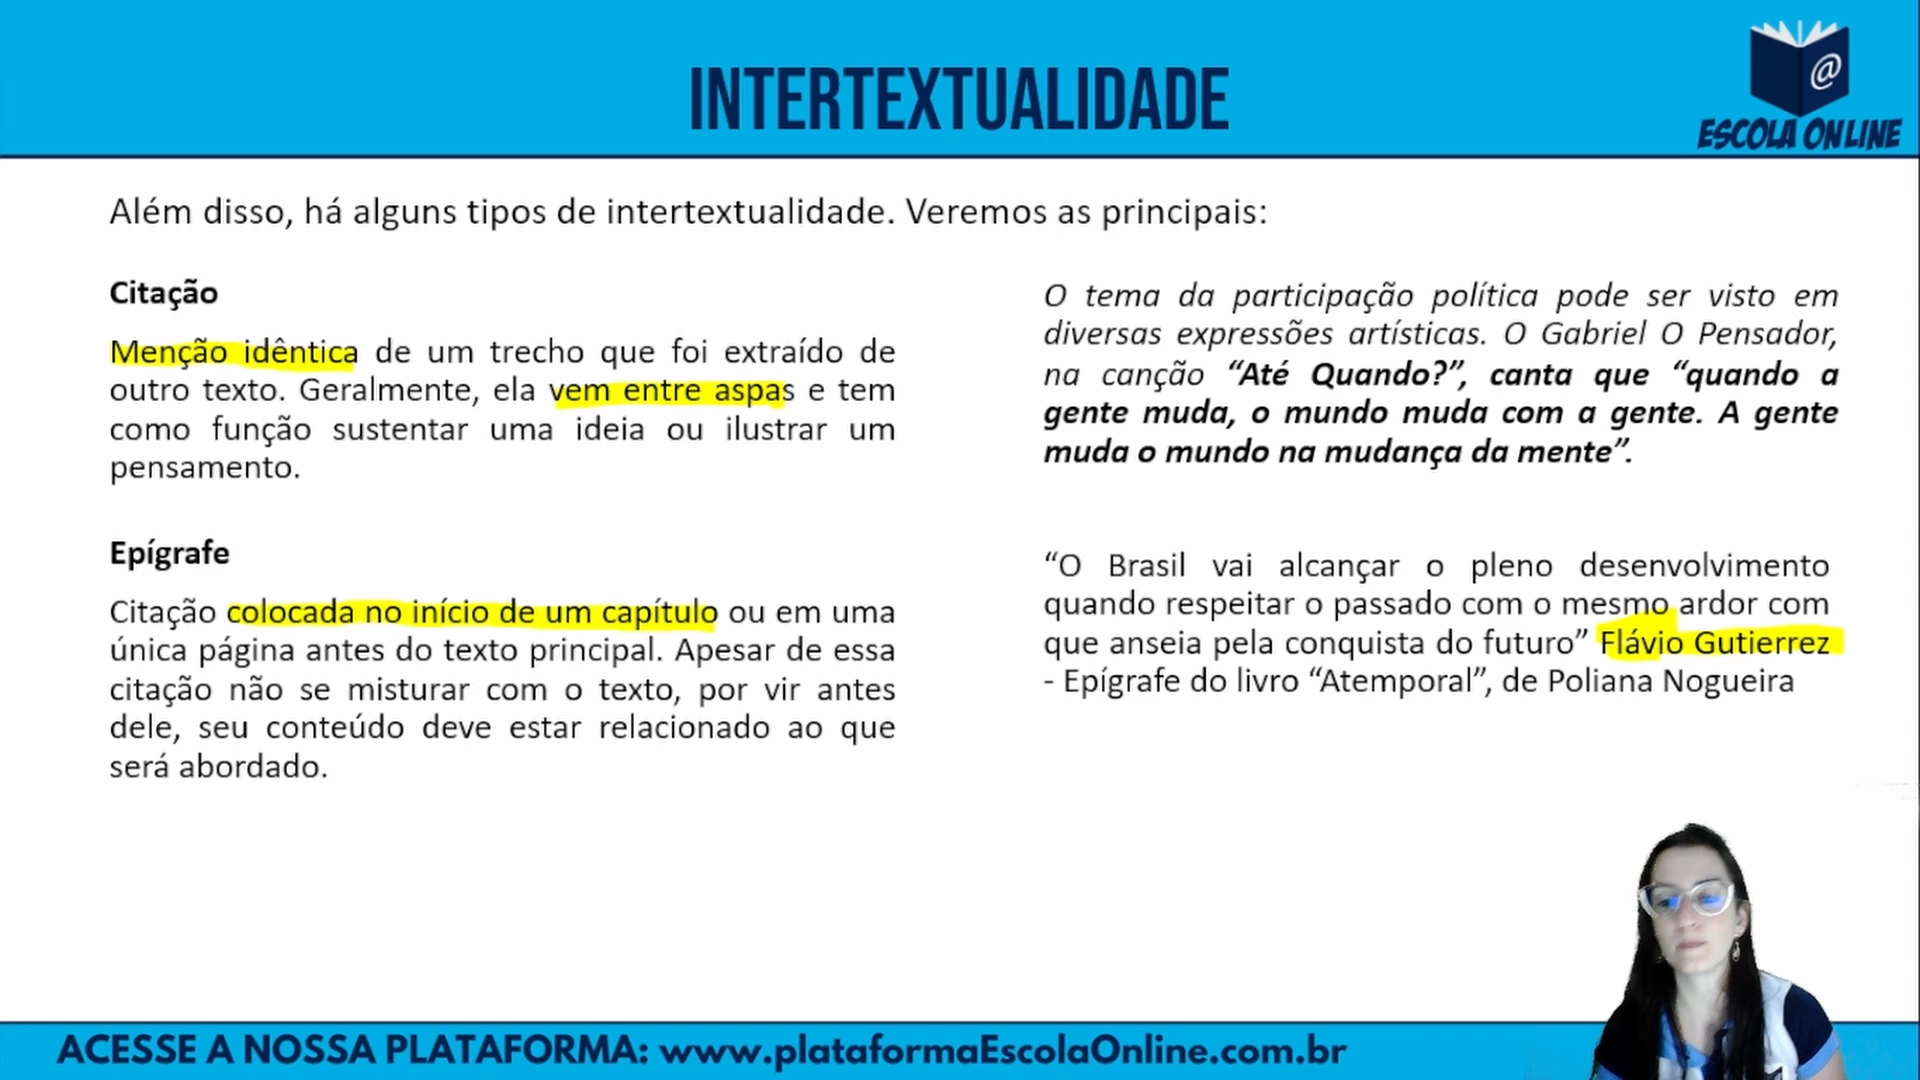 INTERTEXTUALIDADE
@
ESCOLA ONLINE
Além disso, há alguns tipos de intertextualidade. Veremos as principais:
Citação
Menção idêntica de um trecho que foi extraído de
outro texto. Geralmente, ela vem entre aspas e tem
como função sustentar uma ideia ou ilustrar um
pensamento.
Epígrafe
Citação colocada no início de um capítulo ou em uma
única página antes do texto principal. Apesar de essa
citação não se misturar com o texto, por vir antes
dele, seu conteúdo deve estar relacionado ao que
será abordado.
O tema da participação política pode ser visto em
diversas expressões artísticas. O Gabriel O Pensador,
na canção “Até Quando?”, canta que “quando a
gente muda, o mundo muda com a gente. A gente
muda o mundo na mudança da mente”.
“O Brasil vai alcançar o pleno desenvolvimento
quando respeitar o passado com o mesmo ardor com
que anseia pela conquista do futuro” Flávio Gutierrez
- Epígrafe do livro “Atemporal”, de Poliana Nogueira
ACESSE A NOSSA PLATAFORMA: www.plataformaEscolaOnline.com.br